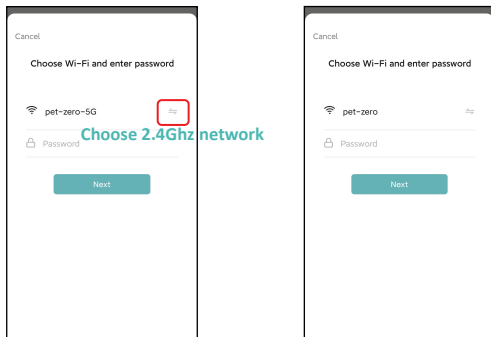 Cancel
Choose Wi-Fi and enter password
pet-zero-5G
Password
Choose 2.4Ghz network
Next
Cancel
Choose Wi-Fi and enter password
pet-zero
Password
Next